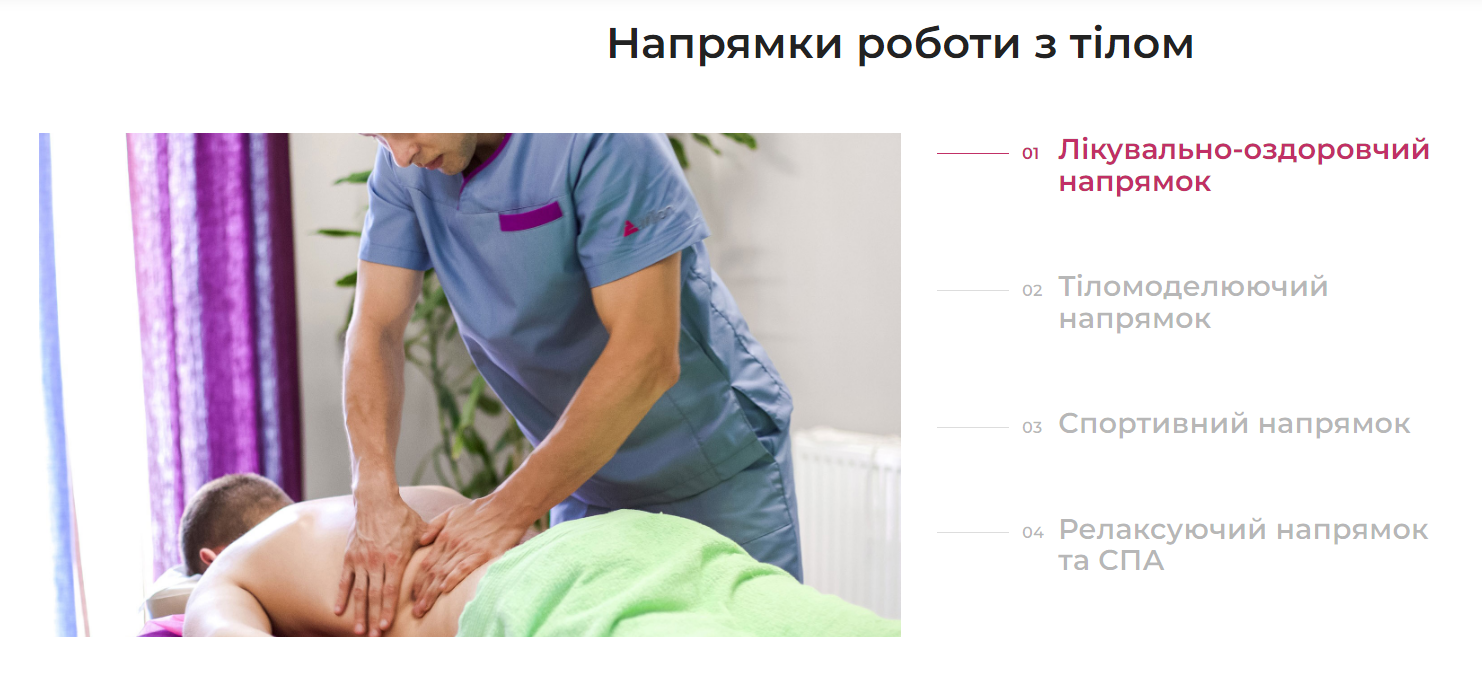 Напрямки роботи з тілом
01 Лікувально-оздоровчий
напрямок
02 Тіломоделюючий
напрямок
03 Спортивний напрямок
04 Релаксуючий напрямок
та СПА